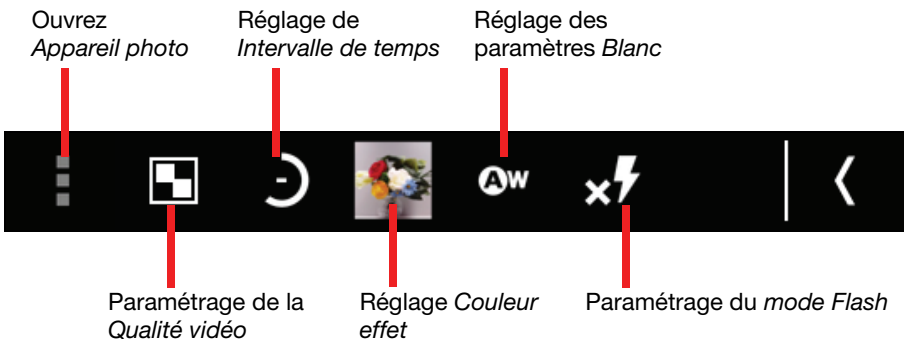 Ouvrez
Appareil photo
Réglage de
Intervalle de temps
Réglage des
paramètres Blanc
AW
Paramétrage de la
Qualité vidéo
Réglage Couleur
effet
Paramétrage du mode Flash